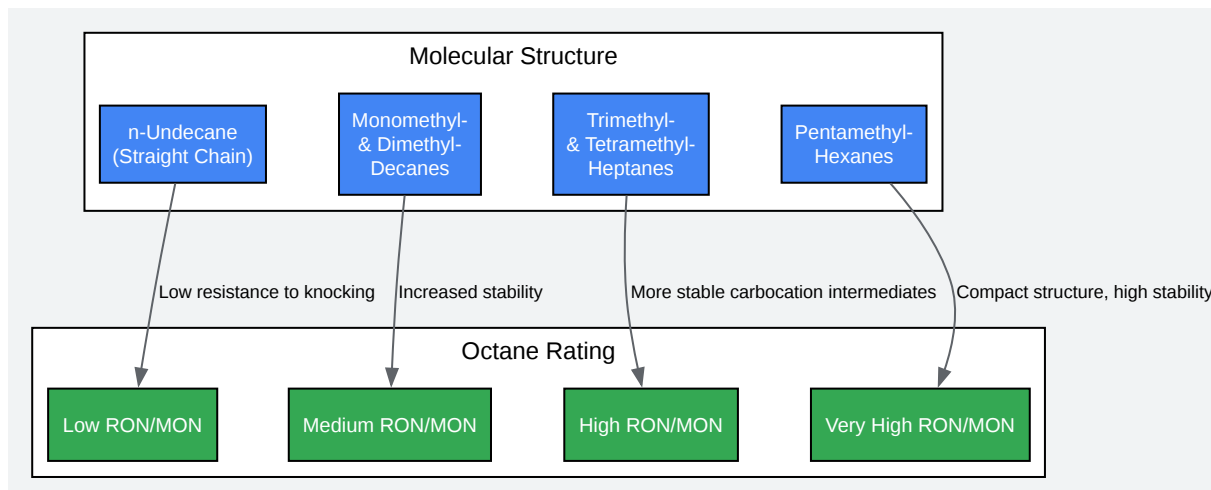 Molecular Structure
n-Undecane
(Straight Chain)
Monomethyl-
& Dimethyl-
Decanes
Trimethyl-
& Tetramethyl-
Heptanes
Pentamethyl-
Hexanes
Low resistance to knocking
Increased stability
More stable carbocation intermediates
Compact structure, high stability
Octane Rating
Low RON/MON
Medium RON/MON
High RON/MON
Very High RON/MON